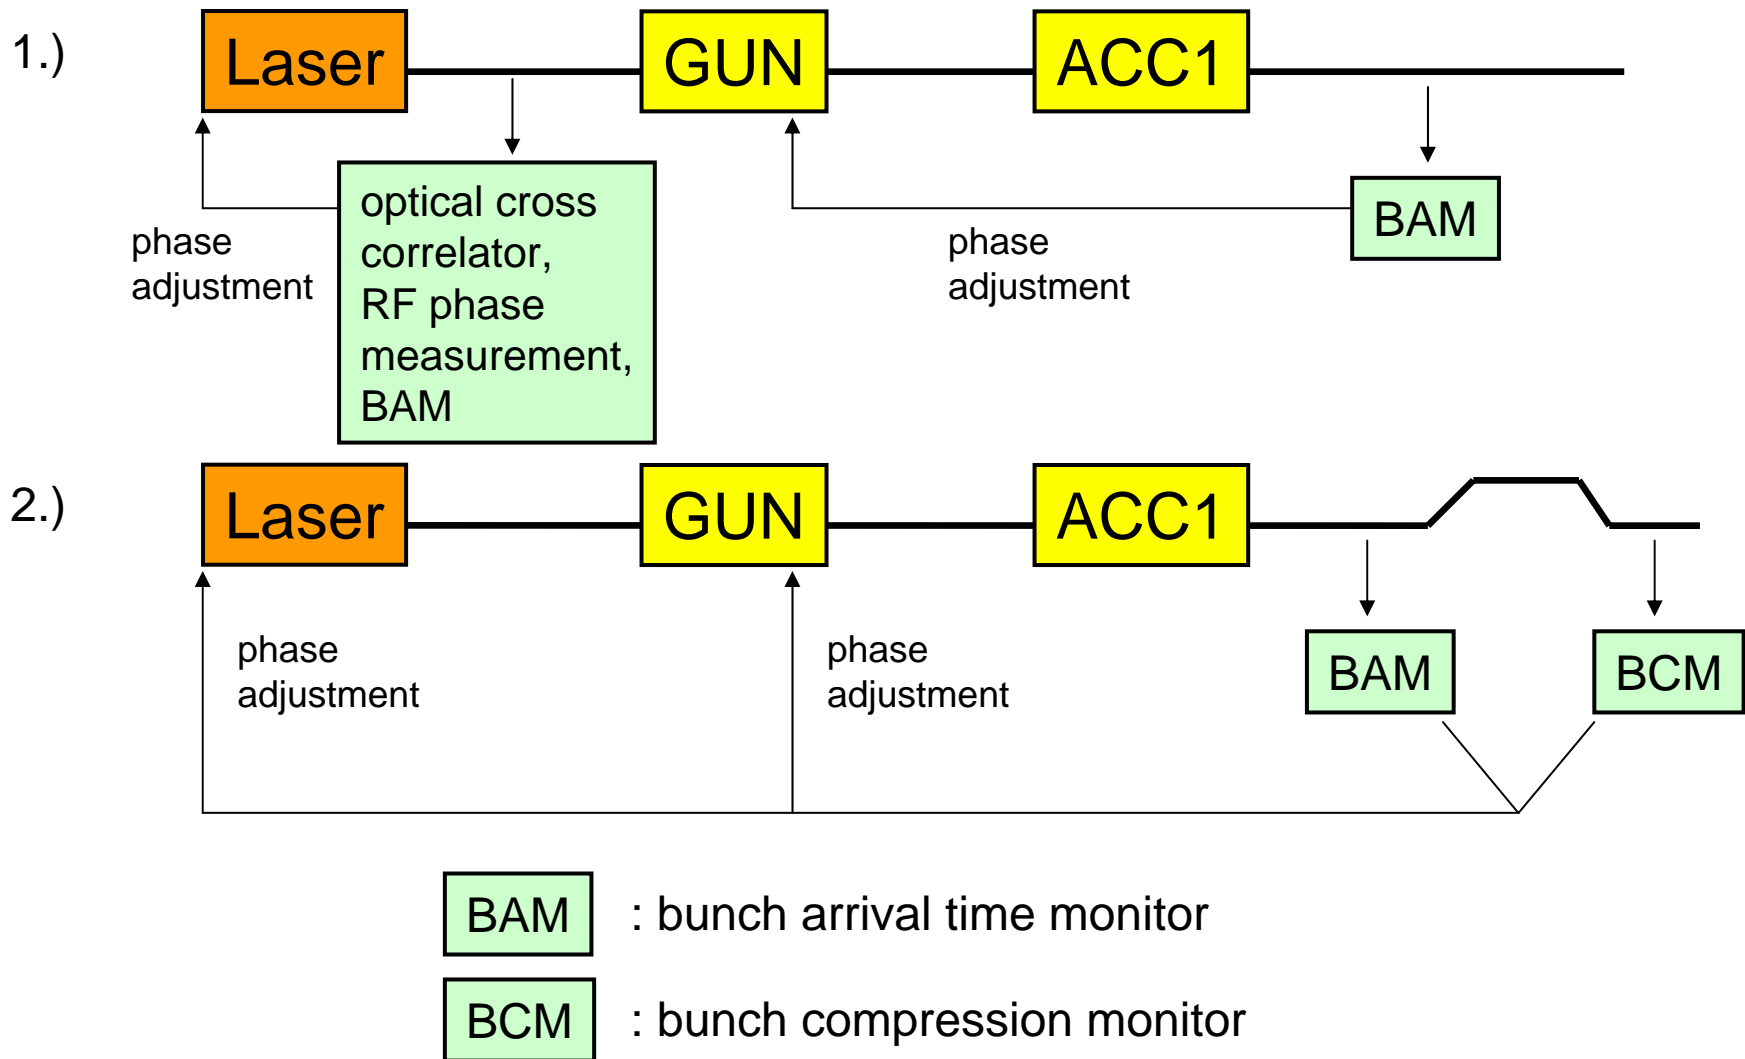 1.)
Laser
GUN
ACC1
phase
adjustment
optical cross
correlator,
RF phase
measurement,
BAM
phase
adjustment
BAM
2.)
Laser
GUN
ACC1
phase
adjustment
phase
adjustment
BAM
BCM
BAM : bunch arrival time monitor
BCM : bunch compression monitor